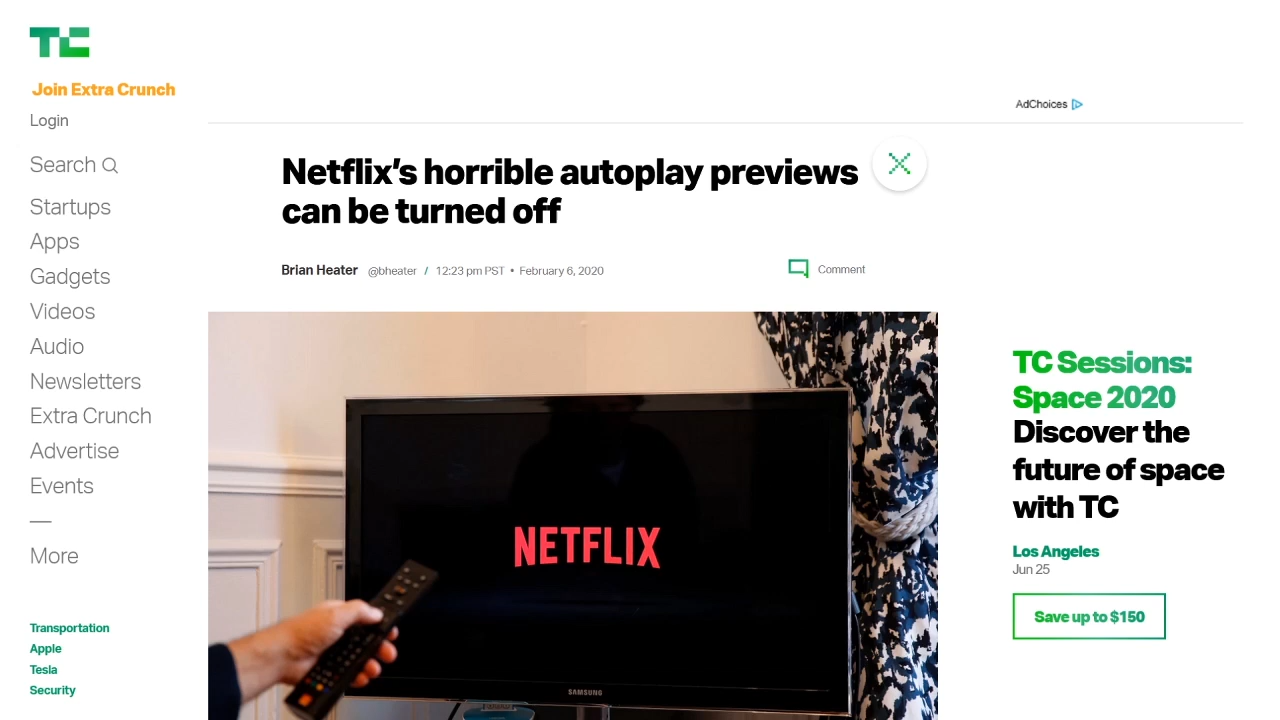 TC
Join Extra Crunch
Login
Search
Startups
Apps
Gadgets
Videos
Audio
Newsletters
Extra Crunch
Advertise
Events
—
More
Transportation
Apple
Tesla
Security
AdChoices
Netflix's horrible autoplay previews
can be turned off
Brian Heater @bheater / 12:23 pm PST • February 6, 2020
Comment
NETFLIX
SAMSUNG
TC Sessions:
Space 2020
Discover the
future of space
with TC
Los Angeles
Jun 25
Save up to $150